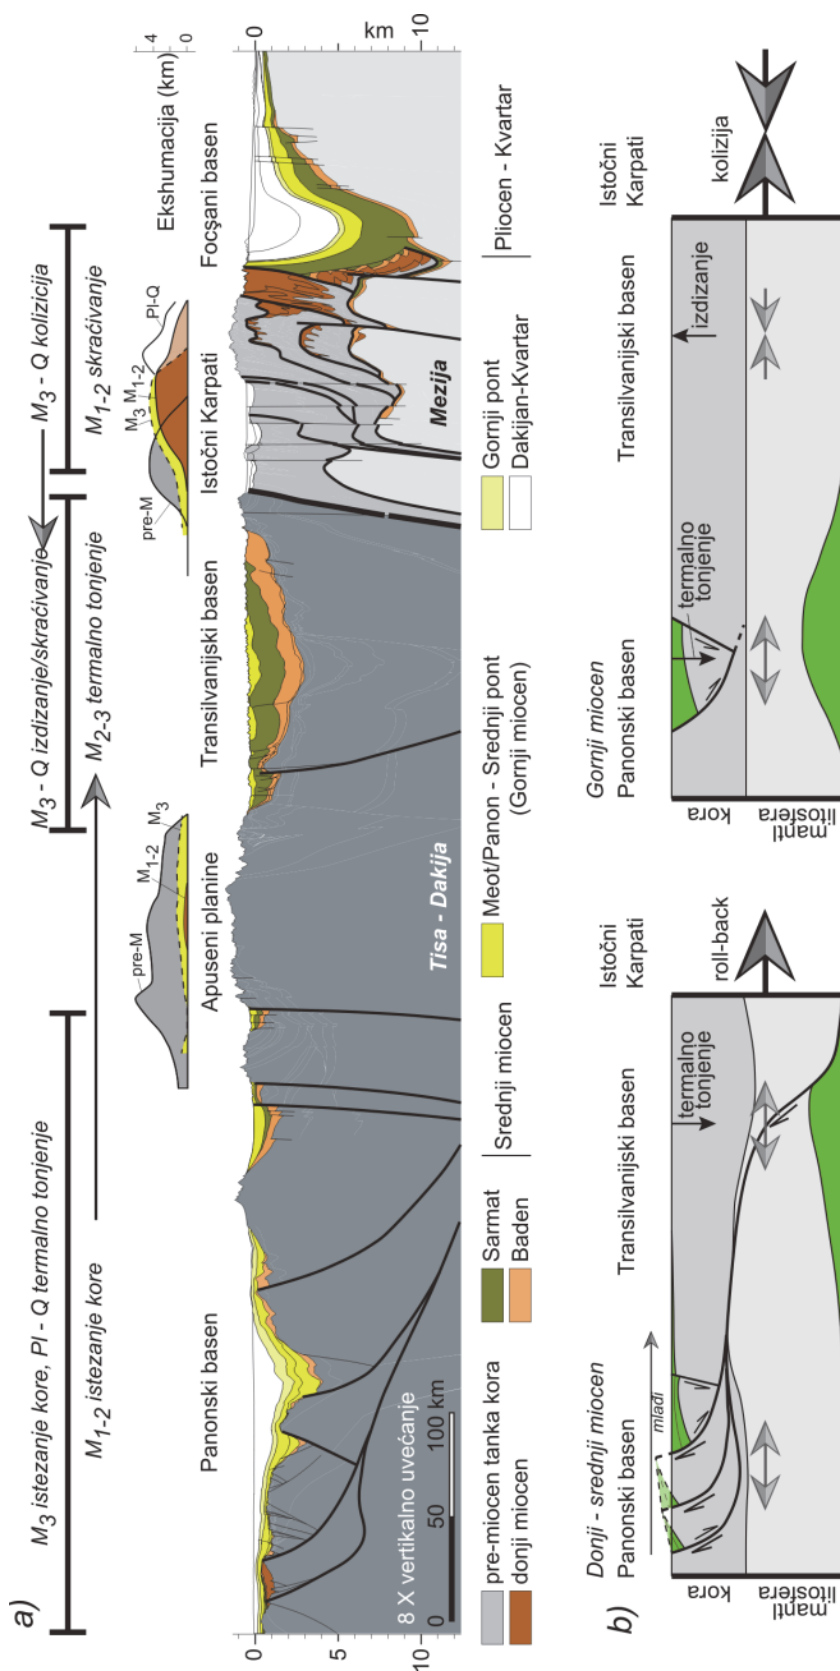 a)
M3 istezanje kore, Pl - Q termalno tonjenje
M3 - Q izdizanje/skraćivanje
M3 - Q kolizicija
M1-2 istezanje kore
M2-3 termalno tonjenje
M1-2 skraćivanje
pre-M
M1-2
M3
pre-M
M3
M1-2
Pl-Q
Ekshumacija (km)
4
0
Panonski basen
Apuseni planine
Transilvanijski basen
Istočni Karpati
Focşani basen
0
5
10
0
km
10
Tisa - Dakija
Mezija
8 X vertikalno uvećanje
0
50
100 km
pre-miocen tanka kora
donji miocen
Sarmat
Baden
Srednji miocen
Meot/Panon - Srednji pont
(Gornji miocen)
Gornji pont
Dakijan-Kvartar
Pliocen - Kvartar
b)
Donji - srednji miocen
Panonski basen
Transilvanijski basen
Istočni
Karpati
mlađi
termalno
tonjenje
roll-back
kora
mantl
litosfera
Gornji miocen
Panonski basen
Transilvanijski basen
Istočni
Karpati
termalno
tonjenje
izdizanje
kolizija
kora
mantl
litosfera